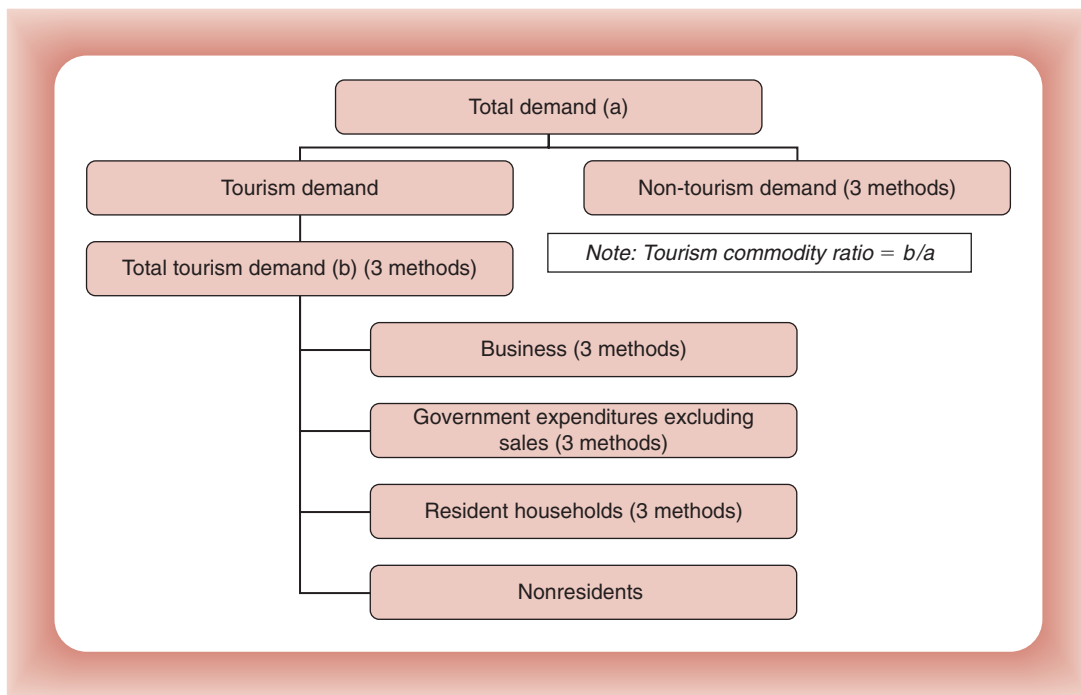 Total demand (a)
Tourism demand
Non-tourism demand (3 methods)
Total tourism demand (b) (3 methods)
Note: Tourism commodity ratio = b/a
Business (3 methods)
Government expenditures excluding
sales (3 methods)
Resident households (3 methods)
Nonresidents